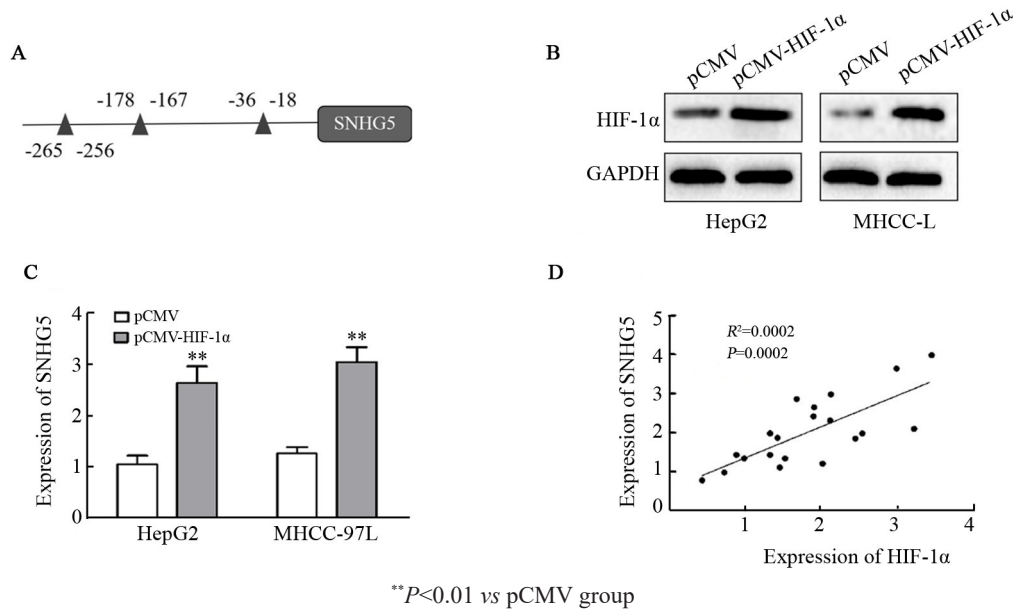 A
-178 -167 -36 -18
SNHG5
-265 -256
B
pCMV pCMV-HIF-1α pCMV pCMV-HIF-1α
HIF-1α
GAPDH
HepG2 MHCC-L
C
Expression of SNHG5
4
3
2
1
0
pCMV
pCMV-HIF-1α
** **
HepG2 MHCC-97L
D
Expression of SNHG5
5
4
3
2
1
0
R²=0.0002
P=0.0002
1 2 3 4
Expression of HIF-1α
**P<0.01 vs pCMV group